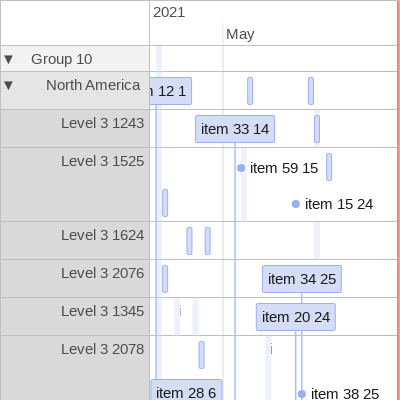 2021
May
▼ Group 10
▼ North America
12 1
Level 3 1243
item 33 14
Level 3 1525
item 59 15
item 15 24
Level 3 1624
Level 3 2076
item 34 25
Level 3 1345
i
item 20 24
Level 3 2078
i
item 28 6
item 38 25